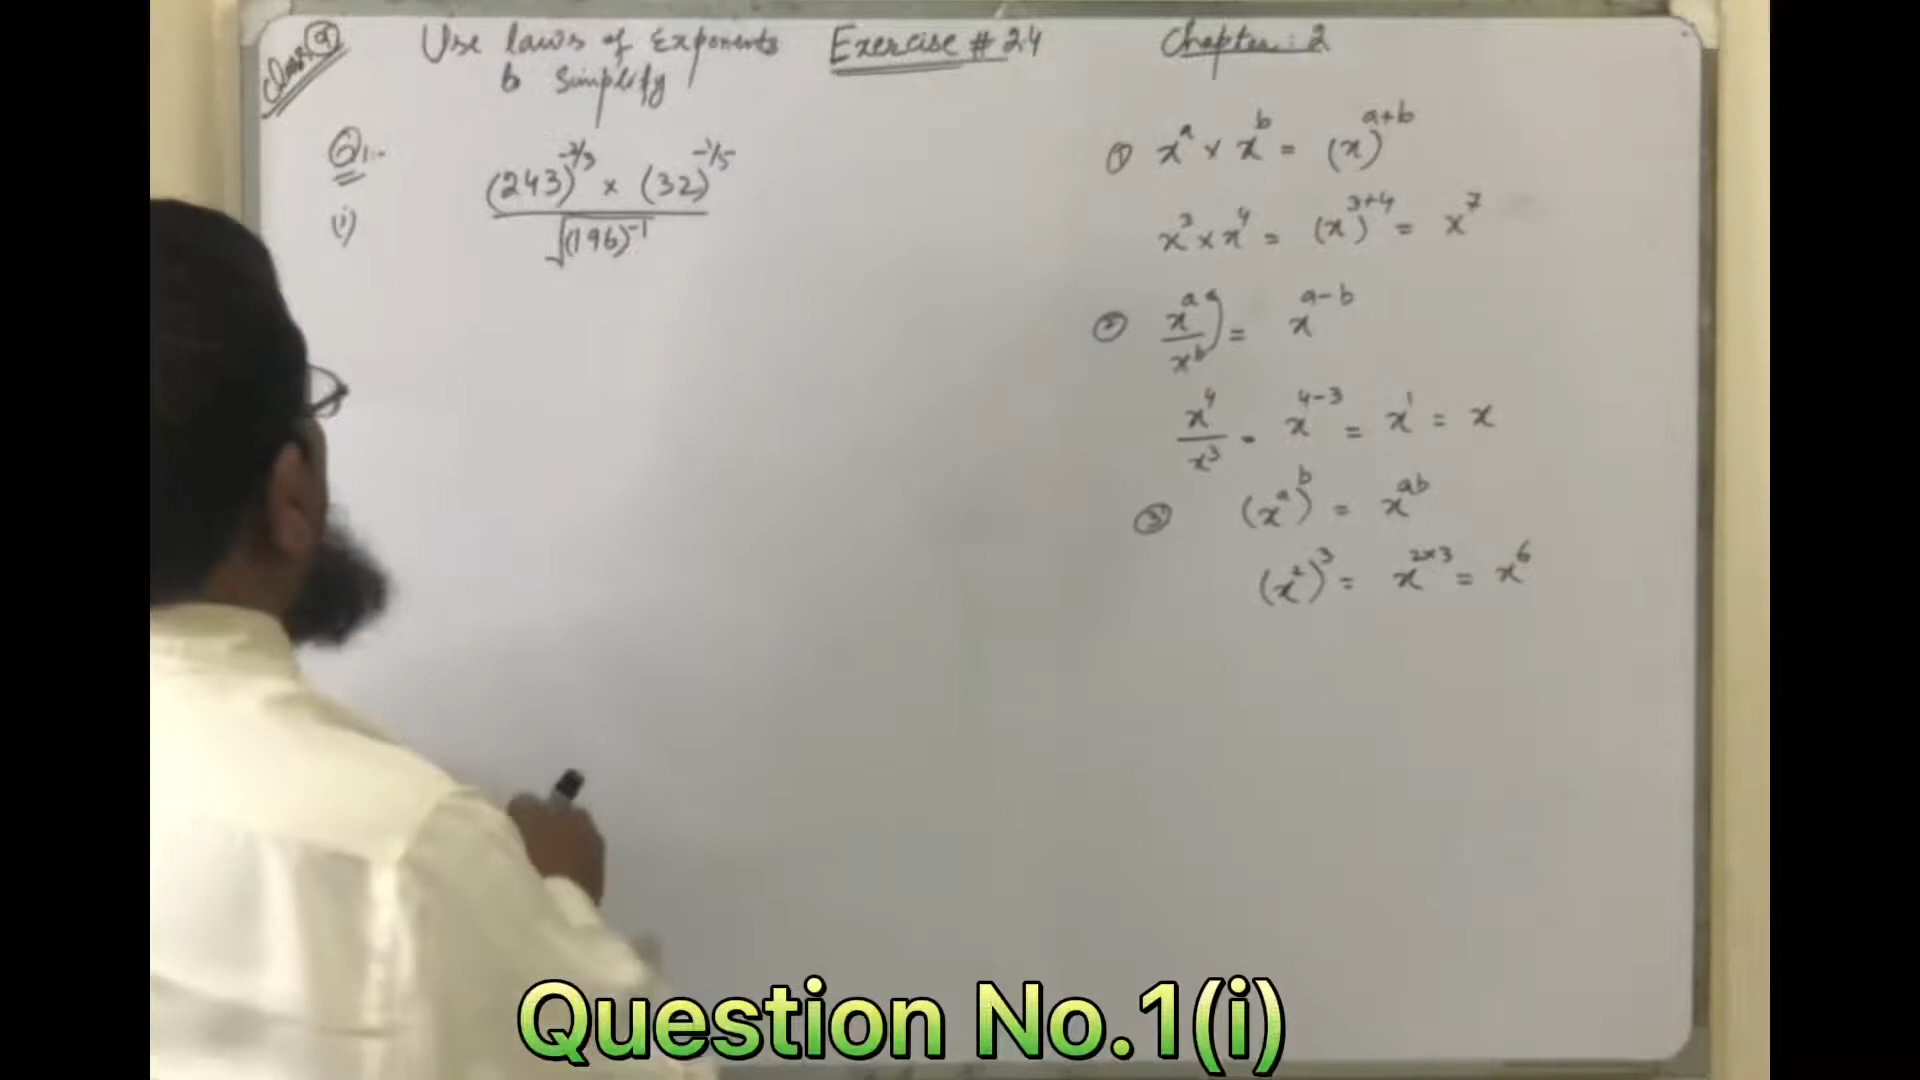 Class 9
Use laws of Exponents Exercise # 2.4 Chapter: 2
to Simplify
Q1:-
(i) (243)^{-2/3} × (32)^{-1/5}
√(196)^{-1}
① x^a × x^b = (x)^{a+b}
x^3 × x^4 = (x)^{3+4} = x^7
② x^a / x^b = x^{a-b}
x^4 / x^3 = x^{4-3} = x^1 = x
③ (x^a)^b = x^{ab}
(x^2)^3 = x^{2×3} = x^6
Question No.1(i)